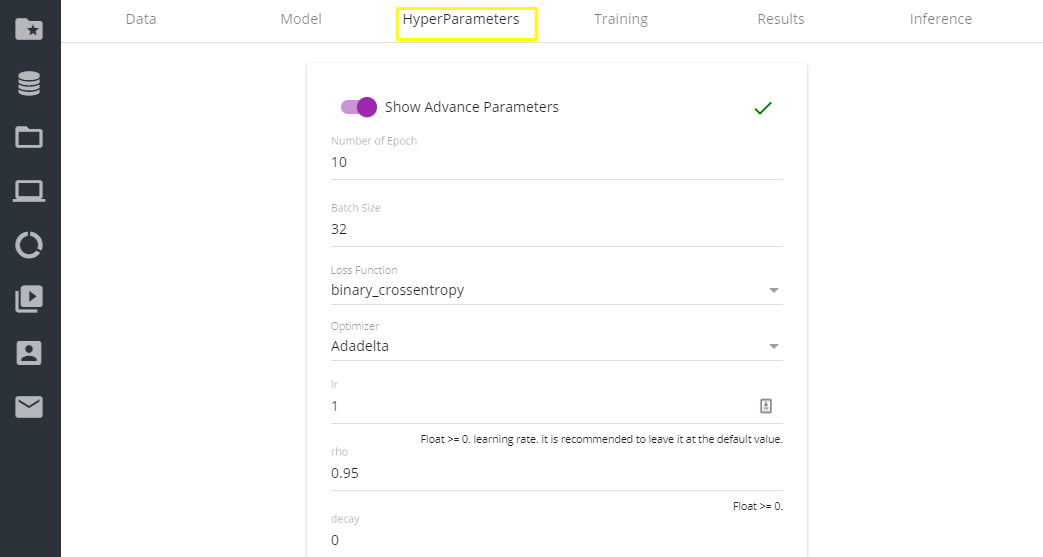 Data Model HyperParameters Training Results Inference
Show Advance Parameters
Number of Epoch
10
Batch Size
32
Loss Function
binary_crossentropy
Optimizer
Adadelta
lr
1
Float >= 0. learning rate. it is recommended to leave it at the default value.
rho
0.95
Float >= 0.
decay
0